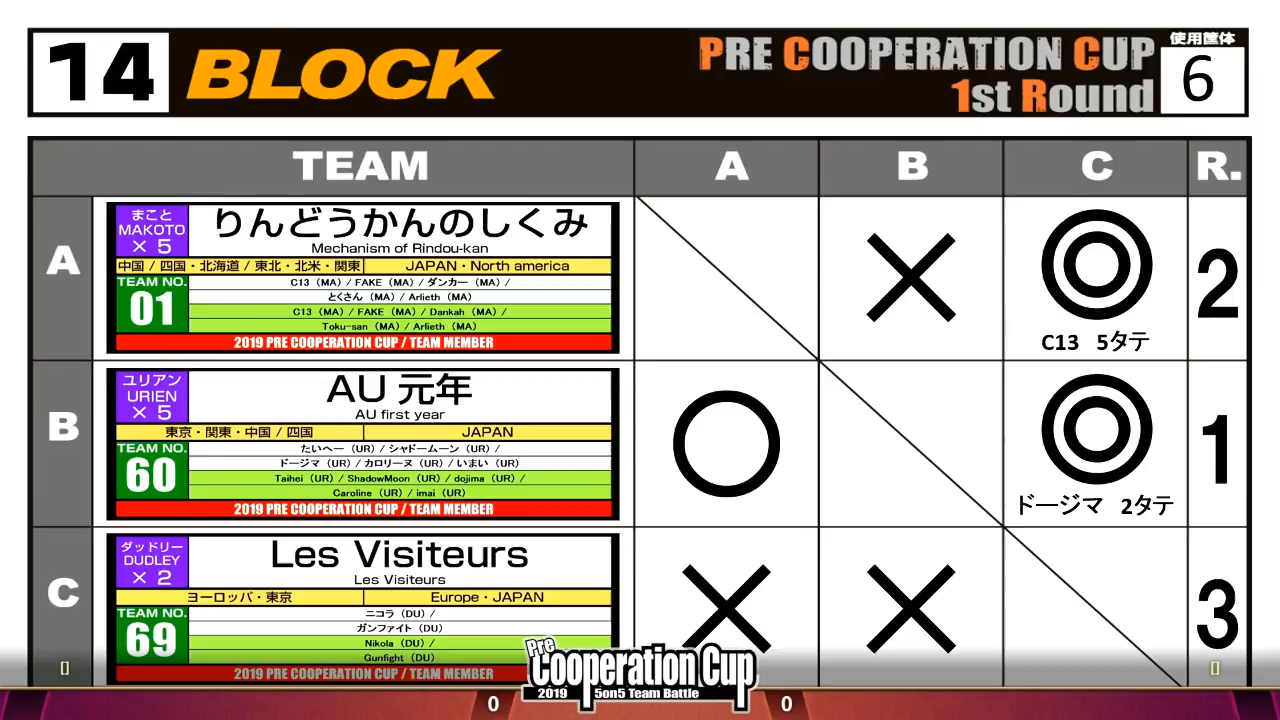 14 BLOCK
PRE COOPERATION CUP
1st Round
使用筐体
6
TEAM A B C R.
A
まこと
MAKOTO
× 5
りんどうかんのしくみ
Mechanism of Rindou-kan
中国 / 四国・北海道 / 東北・北米・関東 JAPAN・North america
TEAM NO.
01
C13（MA）/ FAKE（MA）/ ダンカー（MA）/
とくさん（MA）/ Arlieth（MA）
C13（MA）/ FAKE（MA）/ Dankah（MA）/
Toku-san（MA）/ Arlieth（MA）
2019 PRE COOPERATION CUP / TEAM MEMBER
× ◎
C13 5タテ
2
B
ユリアン
URIEN
× 5
AU 元年
AU first year
東京・関東・中国 / 四国 JAPAN
TEAM NO.
60
たいへー（UR）/ シャドームーン（UR）/
ドージマ（UR）/ カロリーヌ（UR）/ いまい（UR）
Taihei（UR）/ ShadowMoon（UR）/ dojima（UR）/
Caroline（UR）/ imai（UR）
2019 PRE COOPERATION CUP / TEAM MEMBER
○ ◎
ドージマ 2タテ
1
C
ダッドリー
DUDLEY
× 2
Les Visiteurs
Les Visiteurs
ヨーロッパ・東京 Europe・JAPAN
TEAM NO.
69
ニコラ（DU）/
ガンファイト（DU）
Nikola（DU）/
Gunfight（DU）
2019 PRE COOPERATION CUP / TEAM MEMBER
× ×
3
[] []
Pre
Cooperation Cup
2019 5on5 Team Battle
0 0